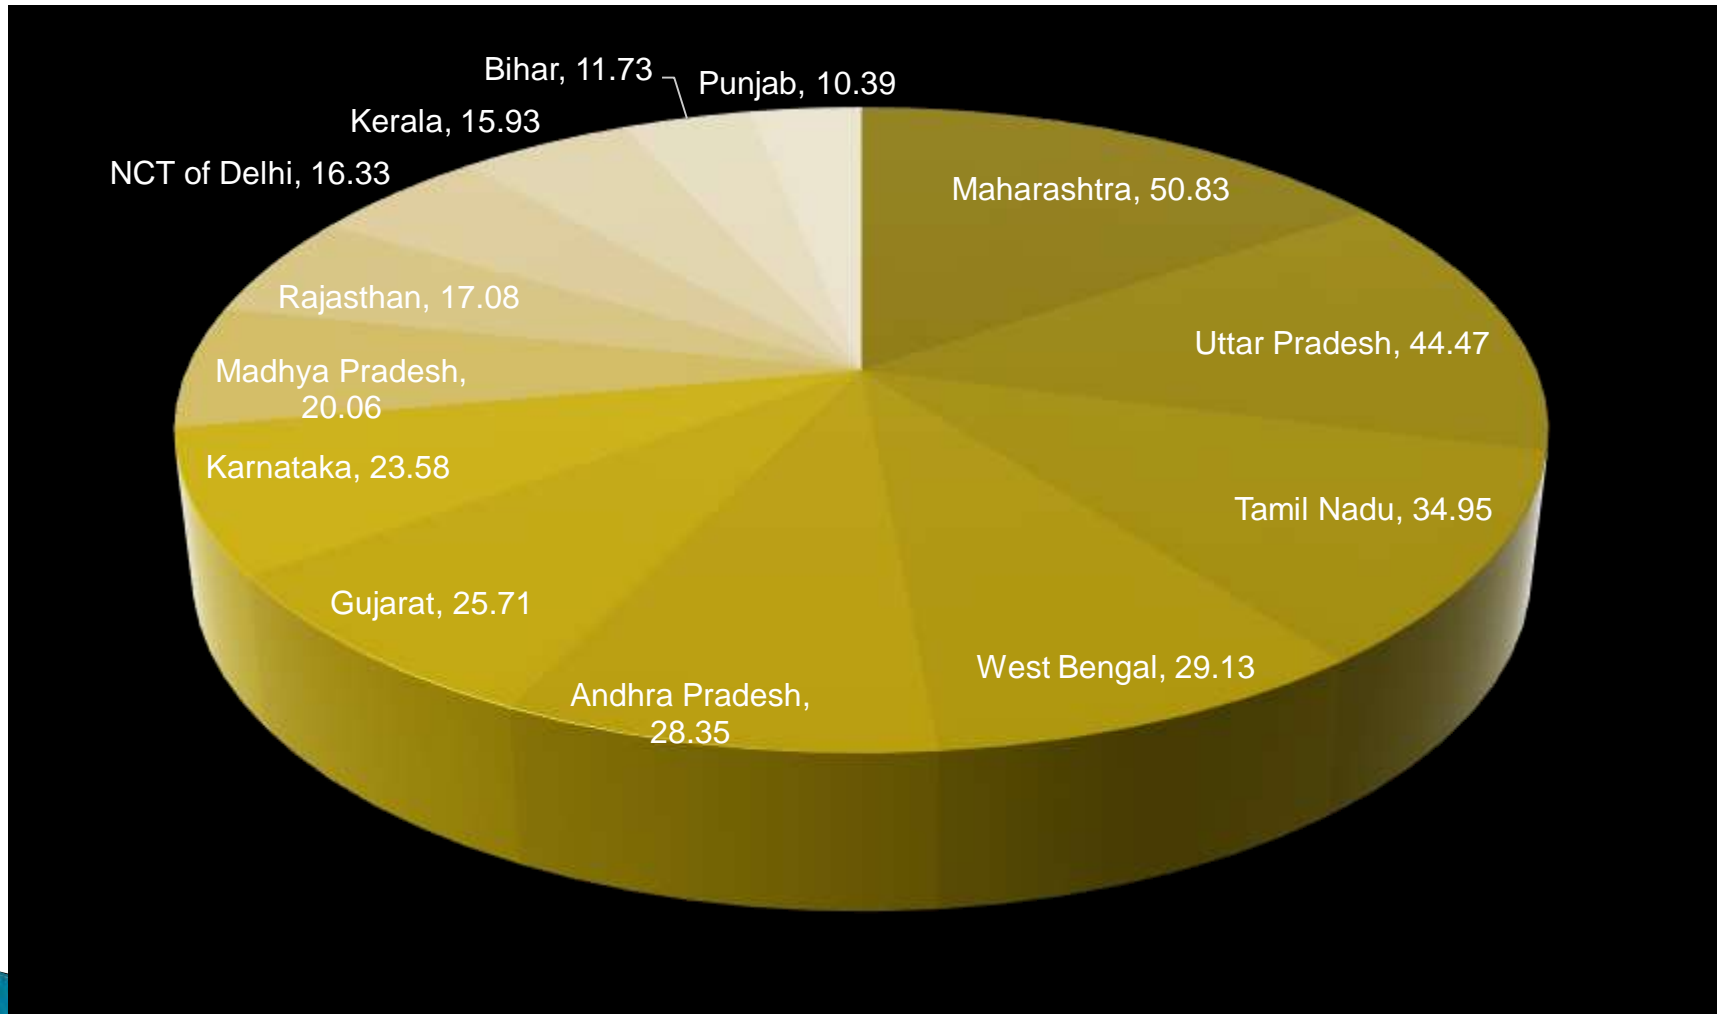 Bihar, 11.73
Punjab, 10.39
Kerala, 15.93
NCT of Delhi, 16.33
Maharashtra, 50.83
Rajasthan, 17.08
Uttar Pradesh, 44.47
Madhya Pradesh,
20.06
Karnataka, 23.58
Tamil Nadu, 34.95
Gujarat, 25.71
West Bengal, 29.13
Andhra Pradesh,
28.35